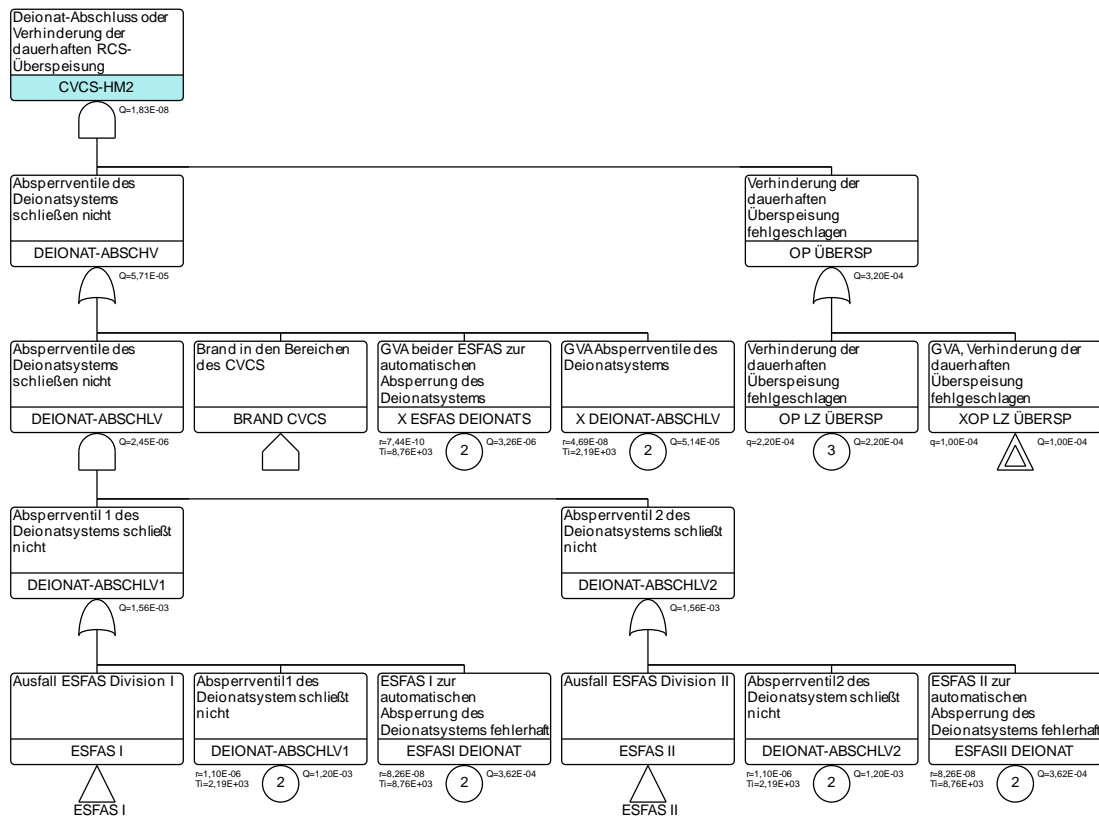 Deionat-Abschluss oder
Verhinderung der
dauerhaften RCS-
Überspeisung
CVCS-HM2
Q=1,83E-08
Absperrventile des
Deionatsystems
schließen nicht
DEIONAT-ABSCHV
Q=5,71E-05
Verhinderung der
dauerhaften
Überspeisung
fehlgeschlagen
OP ÜBERSP
Q=3,20E-04
Absperrventile des
Deionatsystems
schließen nicht
DEIONAT-ABSCHLV
Q=2,45E-06
Brand in den Bereichen
des CVCS
BRAND CVCS
GVA beider ESFAS zur
automatischen
Absperrung des
Deionatsystems
X ESFAS DEIONATS
r=7,44E-10
Ti=8,76E+03
2
Q=3,26E-06
GVA Absperrventile des
Deionatsystems
X DEIONAT-ABSCHLV
r=4,69E-08
Ti=2,19E+03
2
Q=5,14E-05
Verhinderung der
dauerhaften
Überspeisung
fehlgeschlagen
OP LZ ÜBERSP
q=2,20E-04
3
Q=2,20E-04
GVA, Verhinderung der
dauerhaften
Überspeisung
fehlgeschlagen
XOP LZ ÜBERSP
q=1,00E-04
Q=1,00E-04
Absperrventil 1 des
Deionatsystems schließt
nicht
DEIONAT-ABSCHLV1
Q=1,56E-03
Absperrventil 2 des
Deionatsystems schließt
nicht
DEIONAT-ABSCHLV2
Q=1,56E-03
Ausfall ESFAS Division I
ESFAS I
ESFAS I
Absperrventil1 des
Deionatsystem schließt
nicht
DEIONAT-ABSCHLV1
r=1,10E-06
Ti=2,19E+03
2
Q=1,20E-03
ESFAS I zur
automatischen
Absperrung des
Deionatsystems fehlerhaft
ESFASI DEIONAT
r=8,26E-08
Ti=8,76E+03
2
Q=3,62E-04
Ausfall ESFAS Division II
ESFAS II
ESFAS II
Absperrventil2 des
Deionatsystem schließt
nicht
DEIONAT-ABSCHLV2
r=1,10E-06
Ti=2,19E+03
2
Q=1,20E-03
ESFAS II zur
automatischen
Absperrung des
Deionatsystems fehlerhaft
ESFASII DEIONAT
r=8,26E-08
Ti=8,76E+03
2
Q=3,62E-04